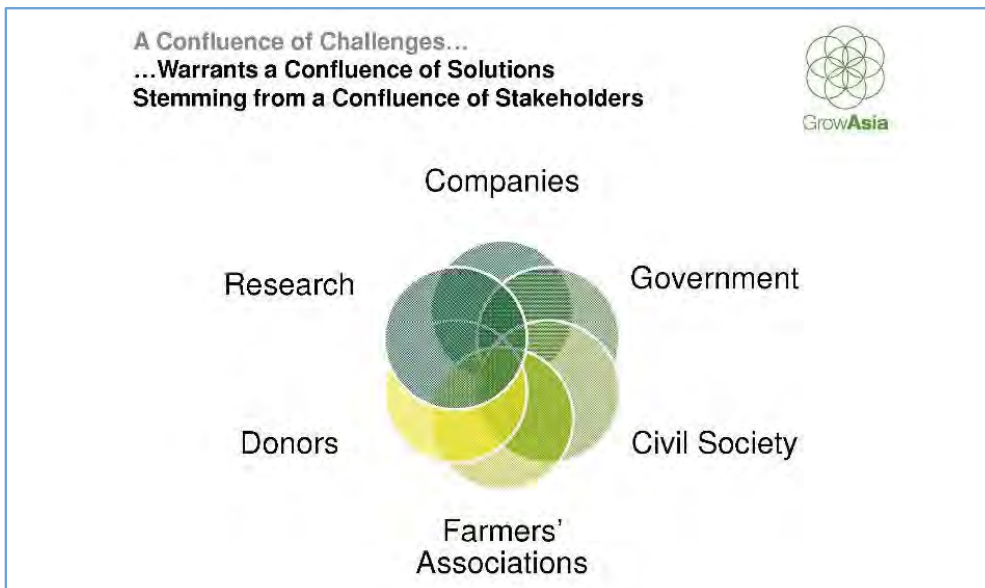 A Confluence of Challenges…
…Warrants a Confluence of Solutions
Stemming from a Confluence of Stakeholders
GrowAsia
Companies
Research
Government
Donors
Civil Society
Farmers’
Associations